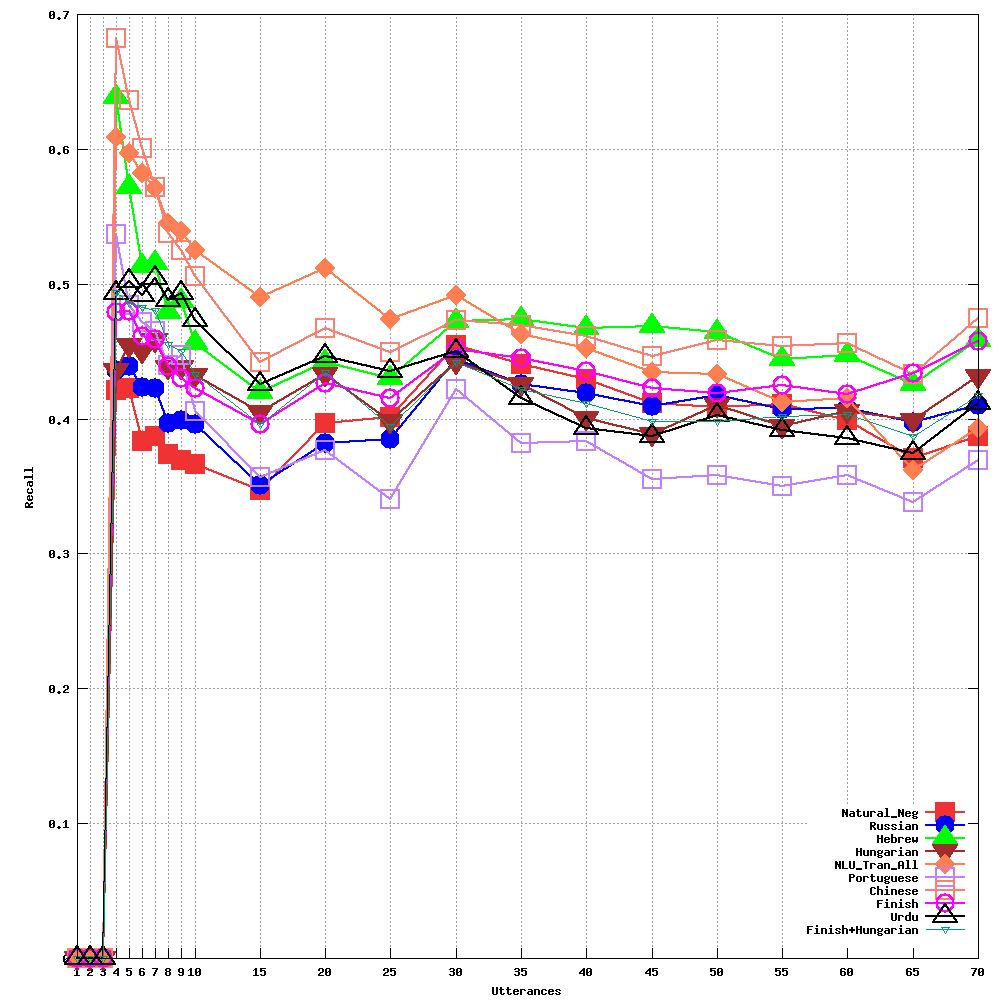 0.7
0.6
0.5
0.4
0.3
0.2
0.1
0
Recall
1 2 3 4 5 6 7 8 9 10 15 20 25 30 35 40 45 50 55 60 65 70
Utterances
Natural_Neg
Russian
Hebrew
Hungarian
NLU_Tran_All
Portuguese
Chinese
Finish
Urdu
Finish+Hungarian